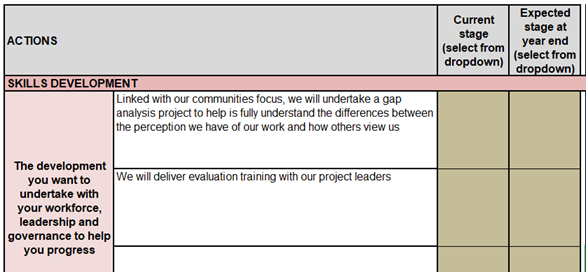 ACTIONS
Current
stage
(select from
dropdown)
Expected
stage at
year end
(select from
dropdown)
SKILLS DEVELOPMENT
The development
you want to
undertake with
your workforce,
leadership and
governance to help
you progress
Linked with our communities focus, we will undertake a gap
analysis project to help is fully understand the differences between
the perception we have of our work and how others view us
We will deliver evaluation training with our project leaders